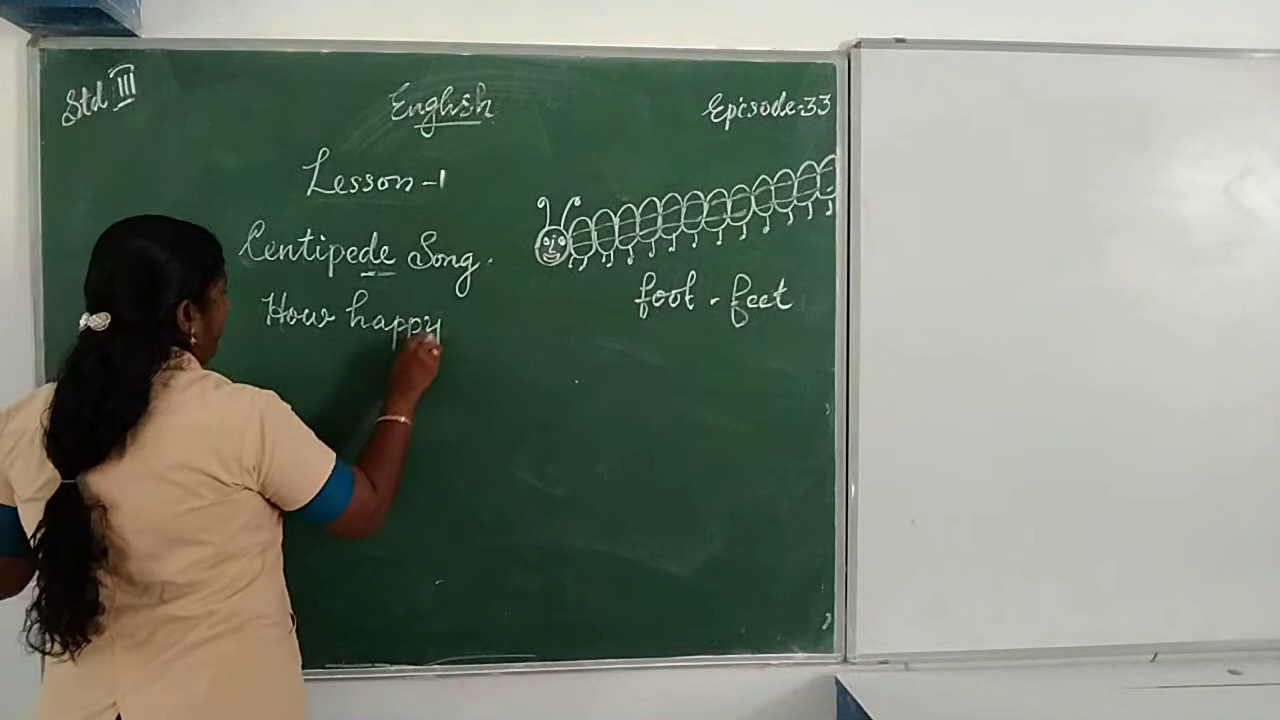 Std III
English
Episode-33
Lesson-1
Centipede Song.
How happy
foot - feet